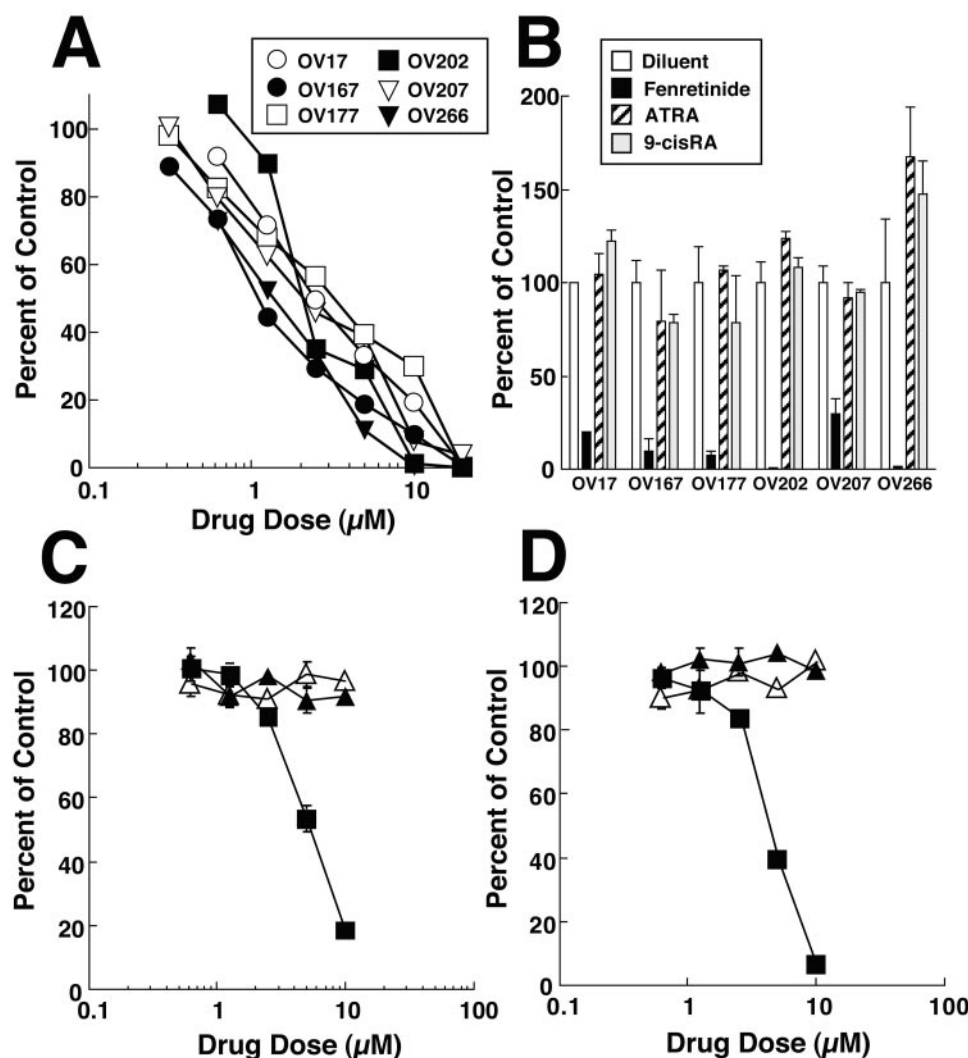 A
OV17
OV202
OV167
OV207
OV177
OV266
Percent of Control
100
80
60
40
20
0
0.1
1
10
Drug Dose (µM)
B
Diluent
Fenretinide
ATRA
9-cisRA
Percent of Control
200
150
100
50
0
OV17
OV167
OV177
OV202
OV207
OV266
C
Percent of Control
120
100
80
60
40
20
0
0.1
1
10
100
Drug Dose (µM)
D
Percent of Control
120
100
80
60
40
20
0
0.1
1
10
100
Drug Dose (µM)